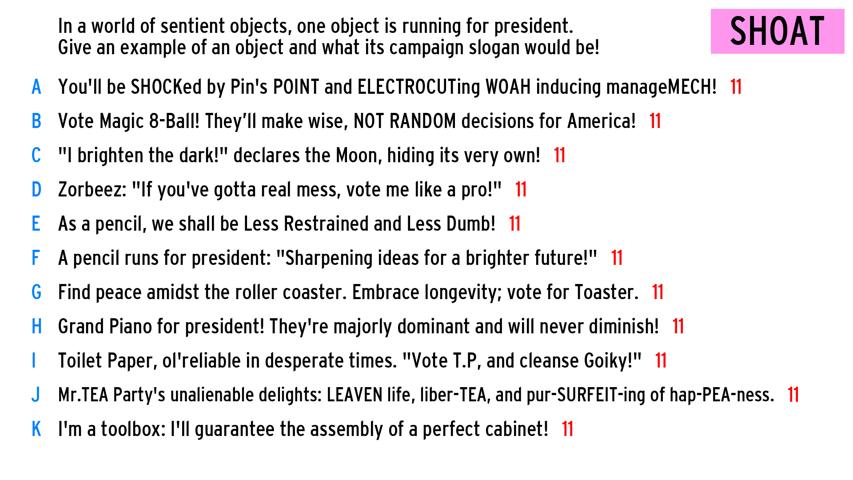 In a world of sentient objects, one object is running for president.
Give an example of an object and what its campaign slogan would be!
SHOAT
A You'll be SHOCKed by Pin's POINT and ELECTROCUTing WOAH inducing manageMECH! 11
B Vote Magic 8-Ball! They'll make wise, NOT RANDOM decisions for America! 11
C "I brighten the dark!" declares the Moon, hiding its very own! 11
D Zorbeez: "If you've gotta real mess, vote me like a pro!" 11
E As a pencil, we shall be Less Restrained and Less Dumb! 11
F A pencil runs for president: "Sharpening ideas for a brighter future!" 11
G Find peace amidst the roller coaster. Embrace longevity; vote for Toaster. 11
H Grand Piano for president! They're majorly dominant and will never diminish! 11
I Toilet Paper, ol'reliable in desperate times. "Vote T.P, and cleanse Goiky!" 11
J Mr.TEA Party's unalienable delights: LEAVEN life, liber-TEA, and pur-SURFEIT-ing of hap-PEA-ness. 11
K I'm a toolbox: I'll guarantee the assembly of a perfect cabinet! 11